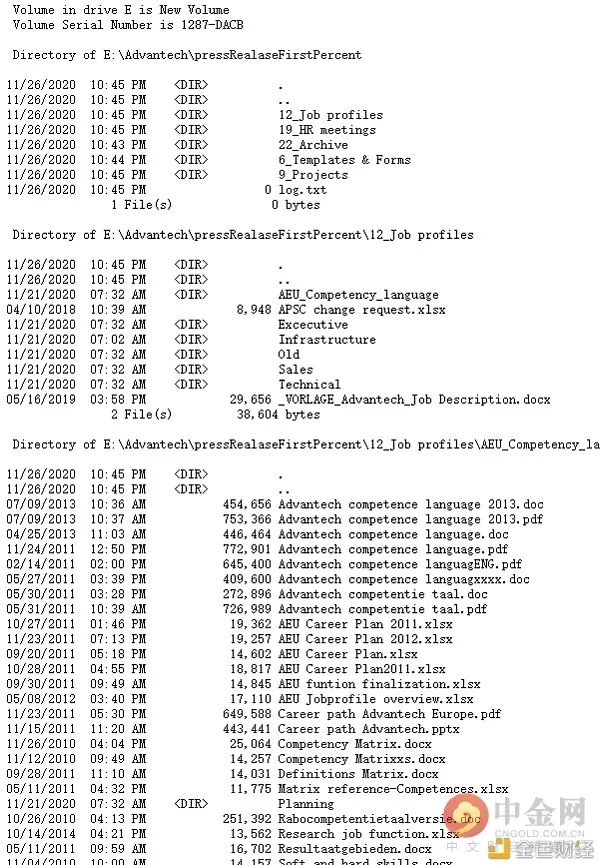 Volume in drive E is New Volume
Volume Serial Number is 1287-DACB
Directory of E:\Advantech\pressRealaseFirstPercent
11/26/2020 10:45 PM <DIR> .
11/26/2020 10:45 PM <DIR> ..
11/26/2020 10:45 PM <DIR> 12_Job profiles
11/26/2020 10:45 PM <DIR> 19_HR meetings
11/26/2020 10:43 PM <DIR> 22_Archive
11/26/2020 10:44 PM <DIR> 6_Templates & Forms
11/26/2020 10:45 PM <DIR> 9_Projects
11/26/2020 10:45 PM 0 log.txt
1 File(s) 0 bytes
Directory of E:\Advantech\pressRealaseFirstPercent\12_Job profiles
11/26/2020 10:45 PM <DIR> .
11/26/2020 10:45 PM <DIR> ..
11/21/2020 07:32 AM <DIR> AEU_Competency_language
04/10/2018 10:39 AM 8,948 APSC change request.xlsx
11/21/2020 07:32 AM <DIR> Excecutive
11/21/2020 07:02 AM <DIR> Infrastructure
11/21/2020 07:32 AM <DIR> Old
11/21/2020 07:32 AM <DIR> Sales
11/21/2020 07:32 AM <DIR> Technical
05/16/2019 03:58 PM 29,656 _VORLAGE_Advantech_Job Description.docx
2 File(s) 38,604 bytes
Directory of E:\Advantech\pressRealaseFirstPercent\12_Job profiles\AEU_Competency_la
11/26/2020 10:45 PM <DIR> .
11/26/2020 10:45 PM <DIR> ..
07/09/2013 10:36 AM 454,656 Advantech competence language 2013.doc
07/09/2013 10:37 AM 753,366 Advantech competence language 2013.pdf
04/25/2013 11:03 AM 446,464 Advantech competence language.doc
11/24/2011 12:50 PM 772,901 Advantech competence language.pdf
02/14/2011 02:00 PM 645,400 Advantech competence languagENG.pdf
05/27/2011 03:39 PM 409,600 Advantech competence languagxxxx.doc
05/30/2011 03:28 PM 272,896 Advantech competentie taal.doc
05/31/2011 10:39 AM 726,989 Advantech competentie taal.pdf
10/27/2011 01:46 PM 19,362 AEU Career Plan 2011.xlsx
11/23/2011 07:13 PM 19,257 AEU Career Plan 2012.xlsx
09/20/2011 05:18 PM 14,602 AEU Career Plan.xlsx
10/28/2011 04:55 PM 18,817 AEU Career Plan2011.xlsx
09/30/2011 09:49 AM 14,845 AEU funtion finalization.xlsx
05/08/2012 03:40 PM 17,110 AEU Jobprofile overview.xlsx
11/23/2011 05:30 PM 649,588 Career path Advantech Europe.pdf
11/15/2011 11:20 AM 443,441 Career path Advantech.pptx
11/26/2010 04:04 PM 25,064 Competency Matrix.docx
11/12/2010 09:49 AM 14,257 Competency Matrixxs.docx
09/28/2011 11:10 AM 14,031 Definitions Matrix.docx
05/11/2011 04:32 PM 11,775 Matrix reference-Competences.xlsx
11/21/2020 07:32 AM <DIR> Planning
10/26/2010 04:13 PM 251,392 Rabocompetentietaalversie.doc
10/14/2014 04:21 PM 13,562 Research job function.xlsx
05/11/2011 09:59 AM 16,702 Resultaatgebieden.docx
11/04/2010 10:00 AM 14,157 Soft and hard skills.docx
中金网
CNGOLD.COM.CN
金色财经